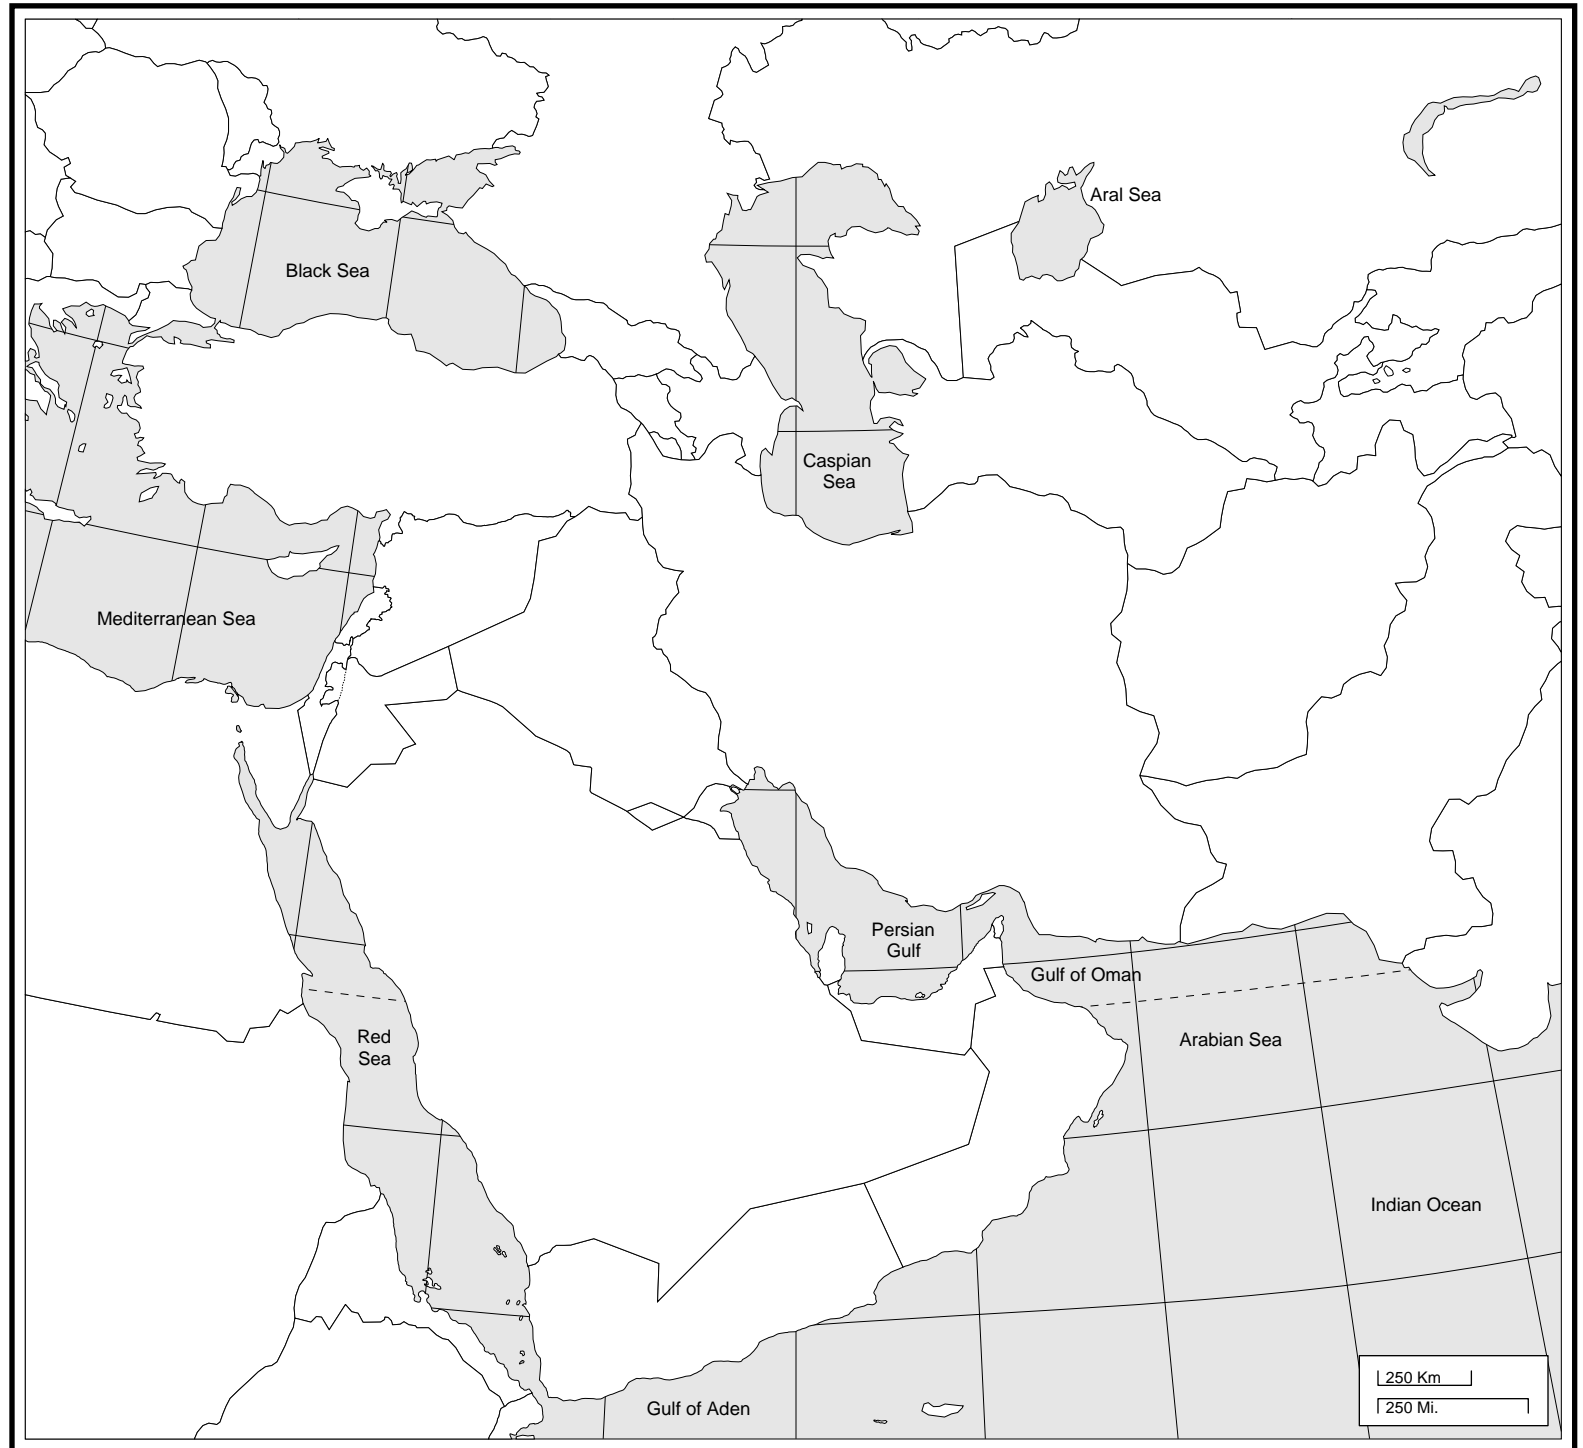 Aral Sea
Black Sea
Caspian
Sea
Mediterranean Sea
Persian
Gulf
Gulf of Oman
Red
Sea
Arabian Sea
Indian Ocean
250 Km
250 Mi.
Gulf of Aden